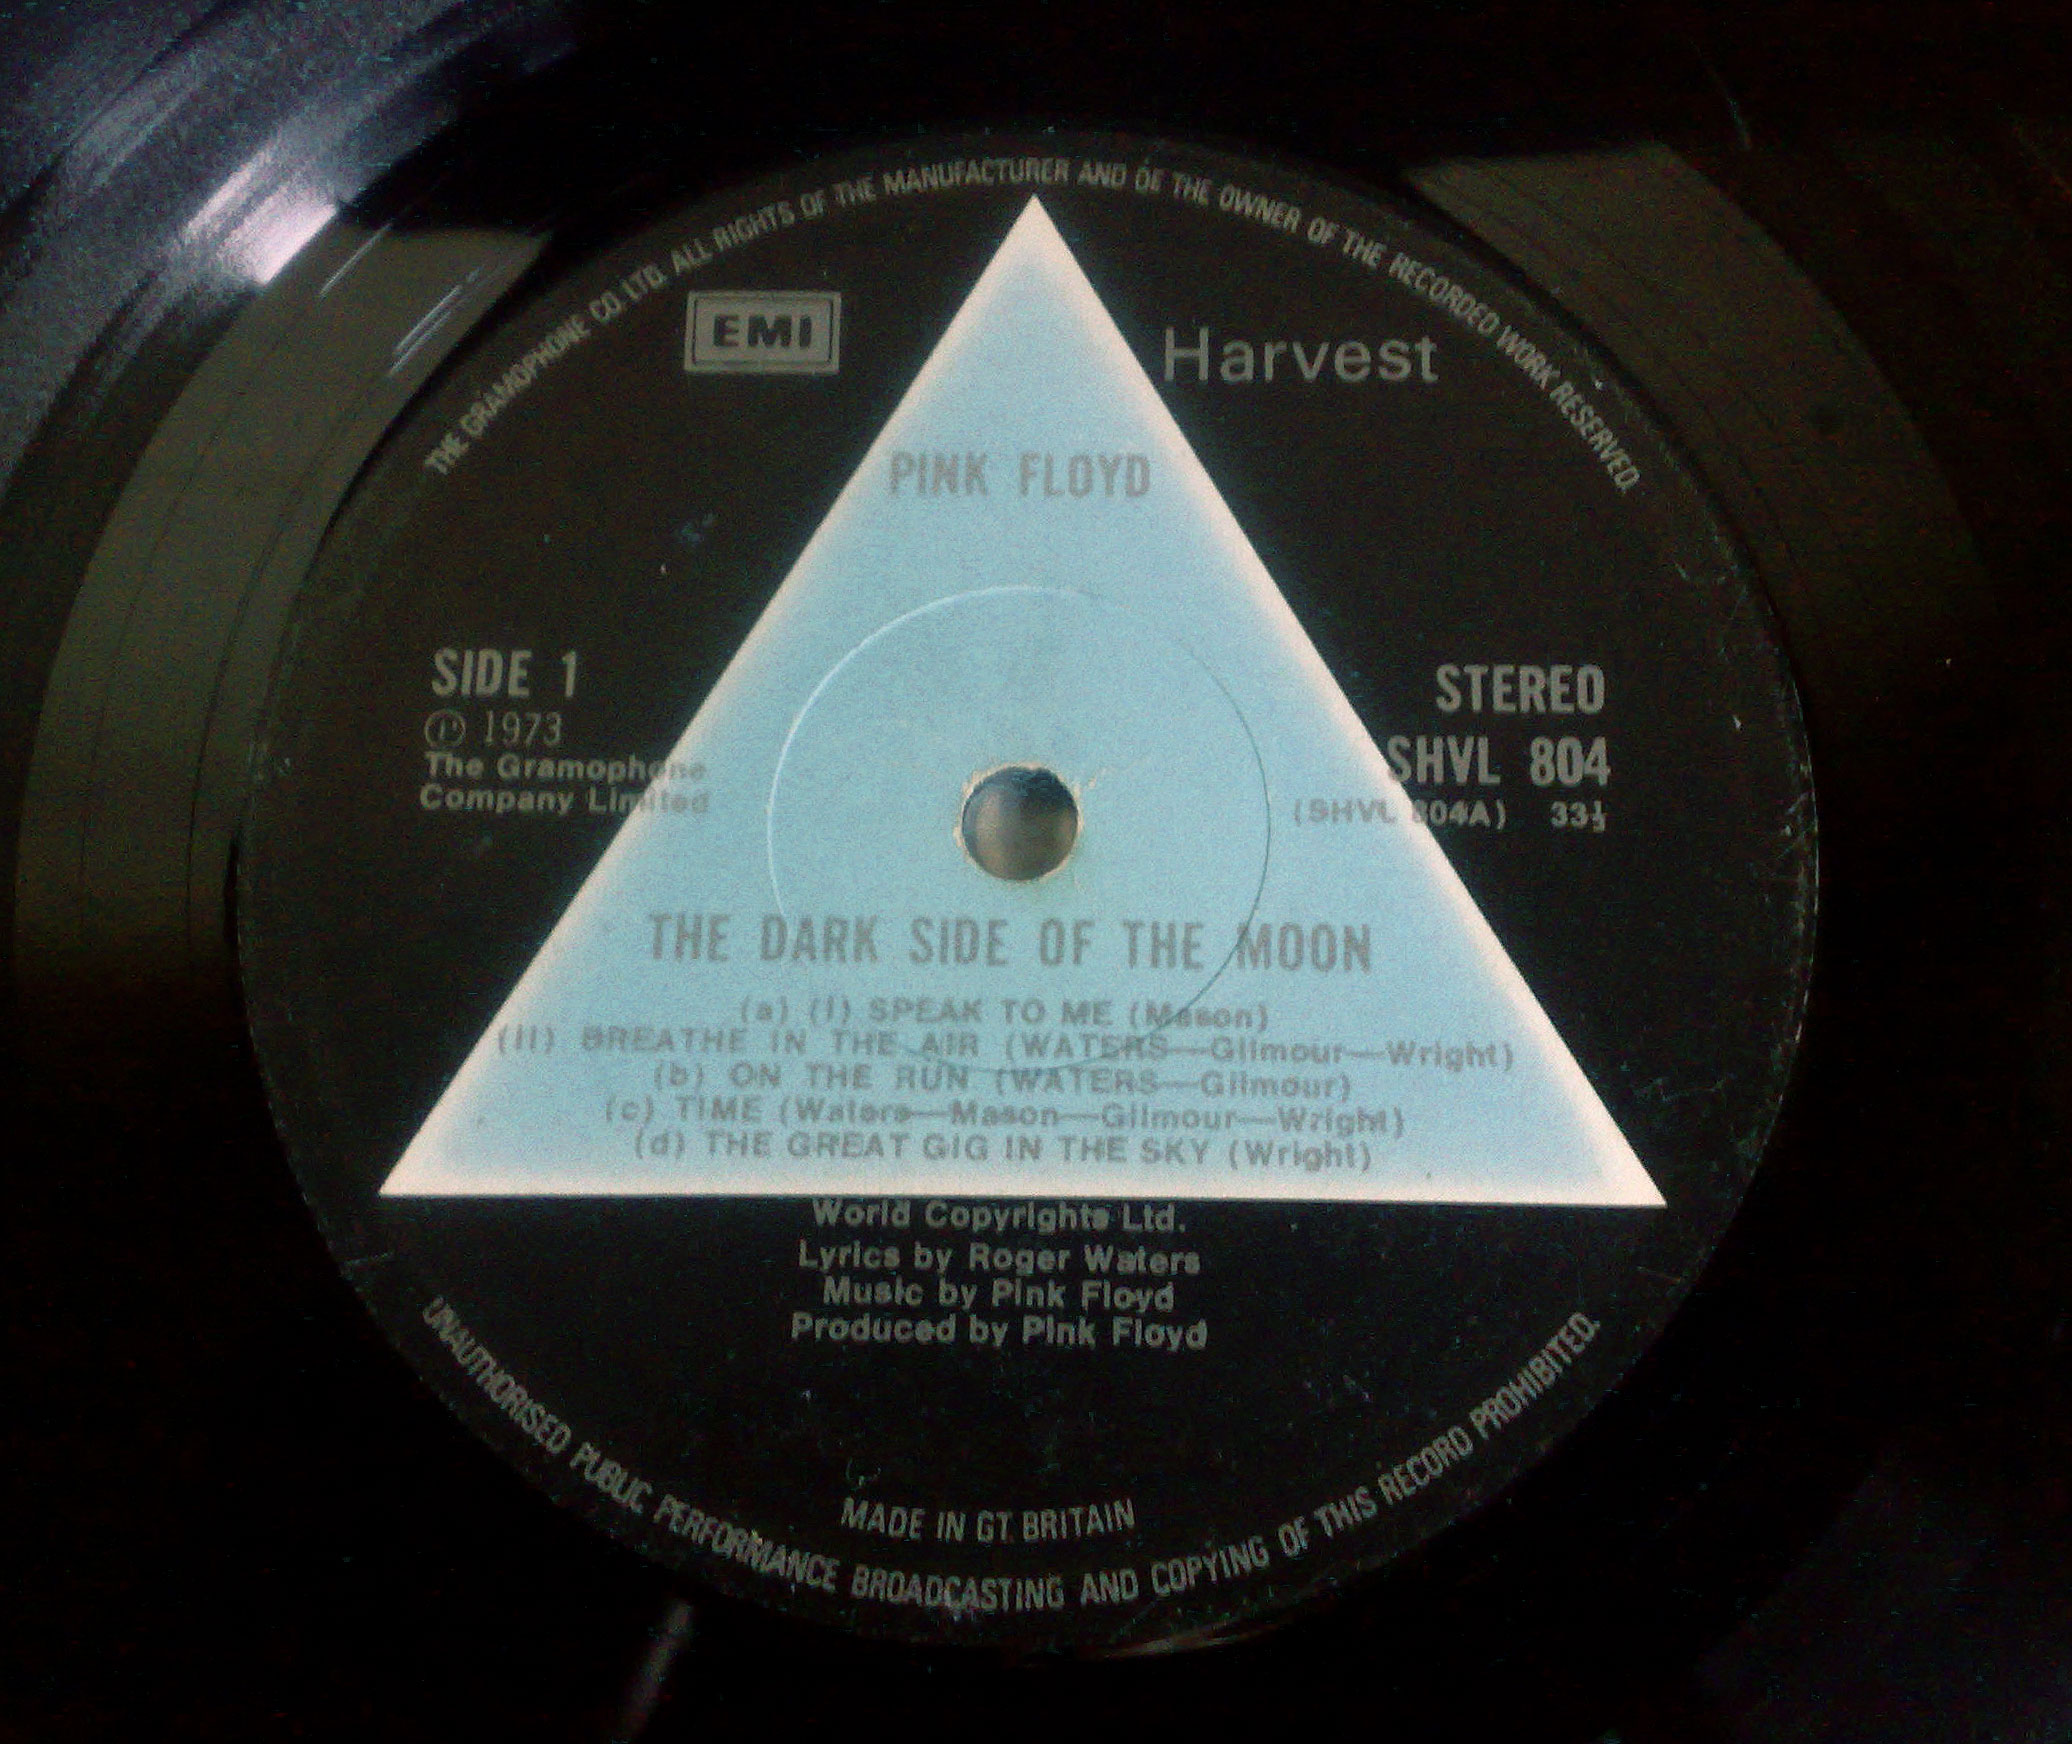 THE GRAMOPHONE CO. LTD. ALL RIGHTS OF THE MANUFACTURER AND OF THE OWNER OF THE RECORDED WORK RESERVED.
EMI
Harvest
PINK FLOYD
SIDE 1
Ⓟ 1973
The Gramophone
Company Limited
STEREO
SHVL 804
(SHVL 804A) 33⅓
THE DARK SIDE OF THE MOON
(a) (i) SPEAK TO ME (Mason)
(ii) BREATHE IN THE AIR (WATERS—Gilmour—Wright)
(b) ON THE RUN (WATERS—Gilmour)
(c) TIME (Waters—Mason—Gilmour—Wright)
(d) THE GREAT GIG IN THE SKY (Wright)
World Copyrights Ltd.
Lyrics by Roger Waters
Music by Pink Floyd
Produced by Pink Floyd
MADE IN GT. BRITAIN
UNAUTHORISED PUBLIC PERFORMANCE BROADCASTING AND COPYING OF THIS RECORD PROHIBITED.